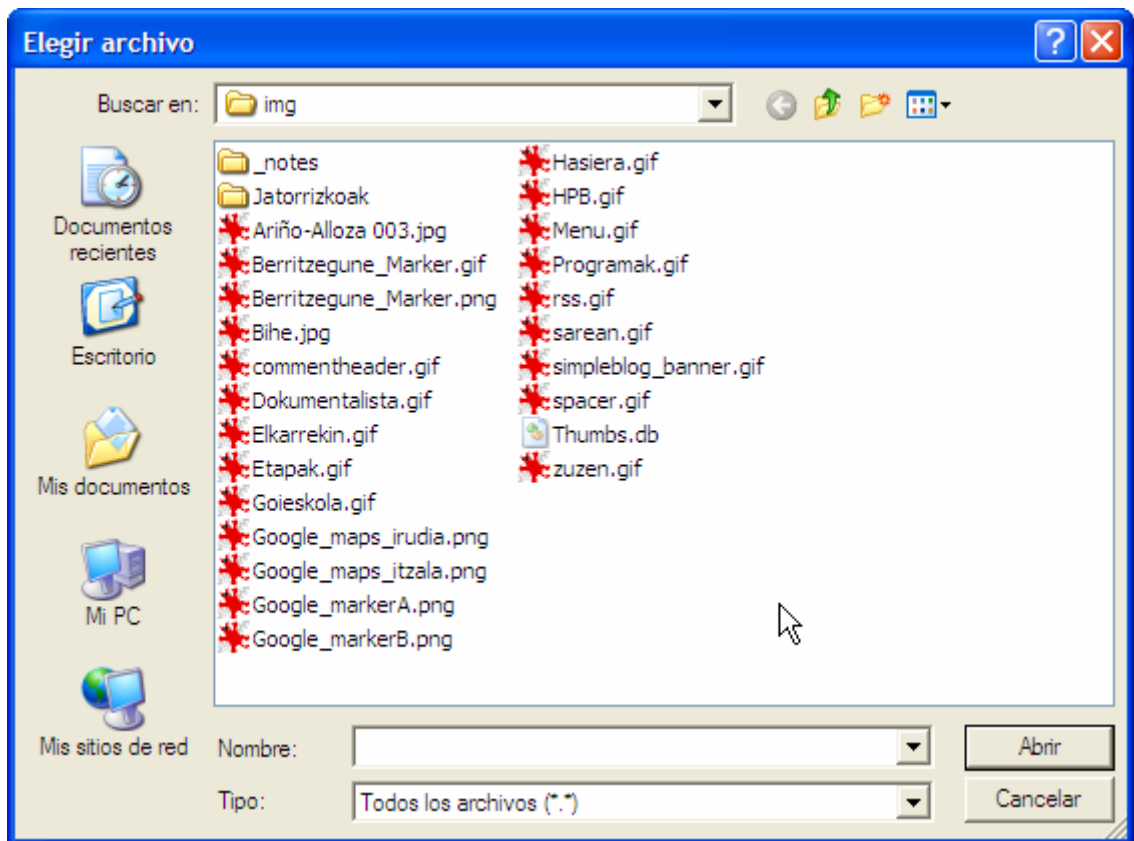 Elegir archivo
Buscar en:
img
Documentos
recientes
Escritorio
Mis documentos
Mi PC
Mis sitios de red
_notes
Jatorrizkoak
Ariño-Alloza 003.jpg
Berritzegune_Marker.gif
Berritzegune_Marker.png
Bihe.jpg
commentheader.gif
Dokumentalista.gif
Elkarrekin.gif
Etapak.gif
Goieskola.gif
Google_maps_irudia.png
Google_maps_itzala.png
Google_markerA.png
Google_markerB.png
Hasiera.gif
HPB.gif
Menu.gif
Programak.gif
rss.gif
sarean.gif
simpleblog_banner.gif
spacer.gif
Thumbs.db
zuzen.gif
Nombre:
Abrir
Tipo:
Todos los archivos (*.*)
Cancelar